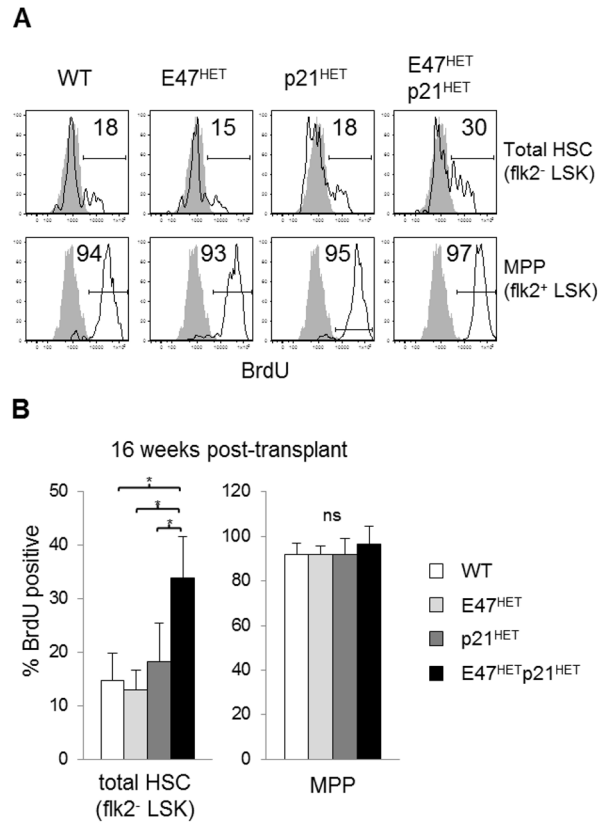 A
WT
E47ᴴᴱᵀ
p21ᴴᴱᵀ
E47ᴴᴱᵀ
p21ᴴᴱᵀ
18
15
18
30
Total HSC
(flk2⁻ LSK)
94
93
95
97
MPP
(flk2⁺ LSK)
BrdU
B
16 weeks post-transplant
% BrdU positive
50
40
30
20
10
0
*
*
*
total HSC
(flk2⁻ LSK)
120
100
80
60
40
20
0
ns
MPP
WT
E47ᴴᴱᵀ
p21ᴴᴱᵀ
E47ᴴᴱᵀp21ᴴᴱᵀ